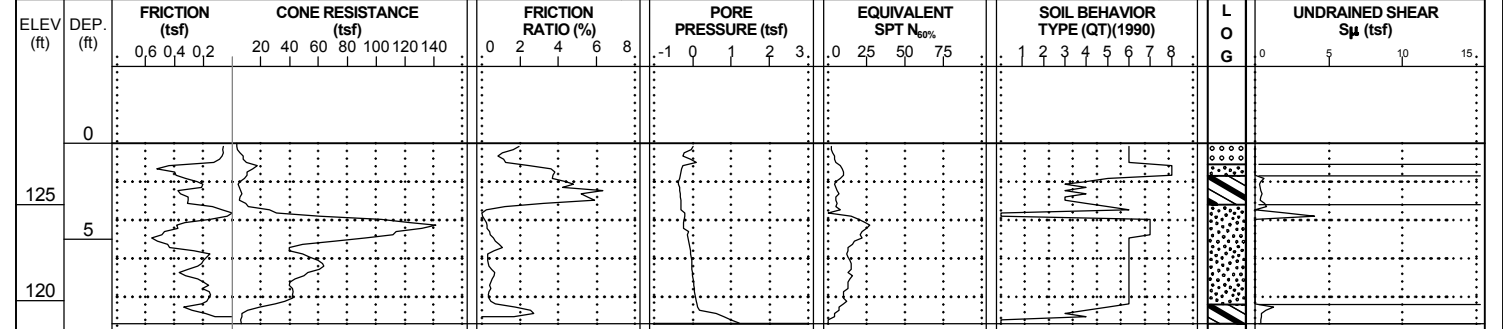 ELEV (ft)
DEP. (ft)
FRICTION (tsf)
0,6 0,4 0,2
CONE RESISTANCE (tsf)
20 40 60 80 100 120 140
FRICTION RATIO (%)
0 2 4 6 8
PORE PRESSURE (tsf)
-1 0 1 2 3
EQUIVALENT SPT N60%
0 25 50 75
SOIL BEHAVIOR TYPE (QT)(1990)
1 2 3 4 5 6 7 8
L
O
G
UNDRAINED SHEAR
Sμ (tsf)
0 5 10 15
0
125
5
120